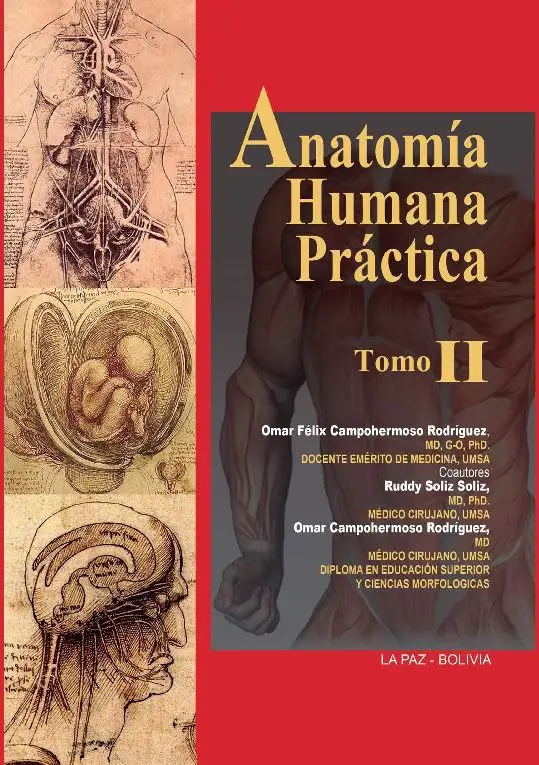 Anatomía
Humana
Práctica
Tomo II
Omar Félix Campohermoso Rodríguez,
MD, G-O, PhD.
DOCENTE EMÉRITO DE MEDICINA, UMSA
Coautores
Ruddy Soliz Soliz,
MD, PhD.
MÉDICO CIRUJANO, UMSA
Omar Campohermoso Rodríguez,
MD
MÉDICO CIRUJANO, UMSA
DIPLOMA EN EDUCACIÓN SUPERIOR
Y CIENCIAS MORFOLOGICAS
LA PAZ - BOLIVIA